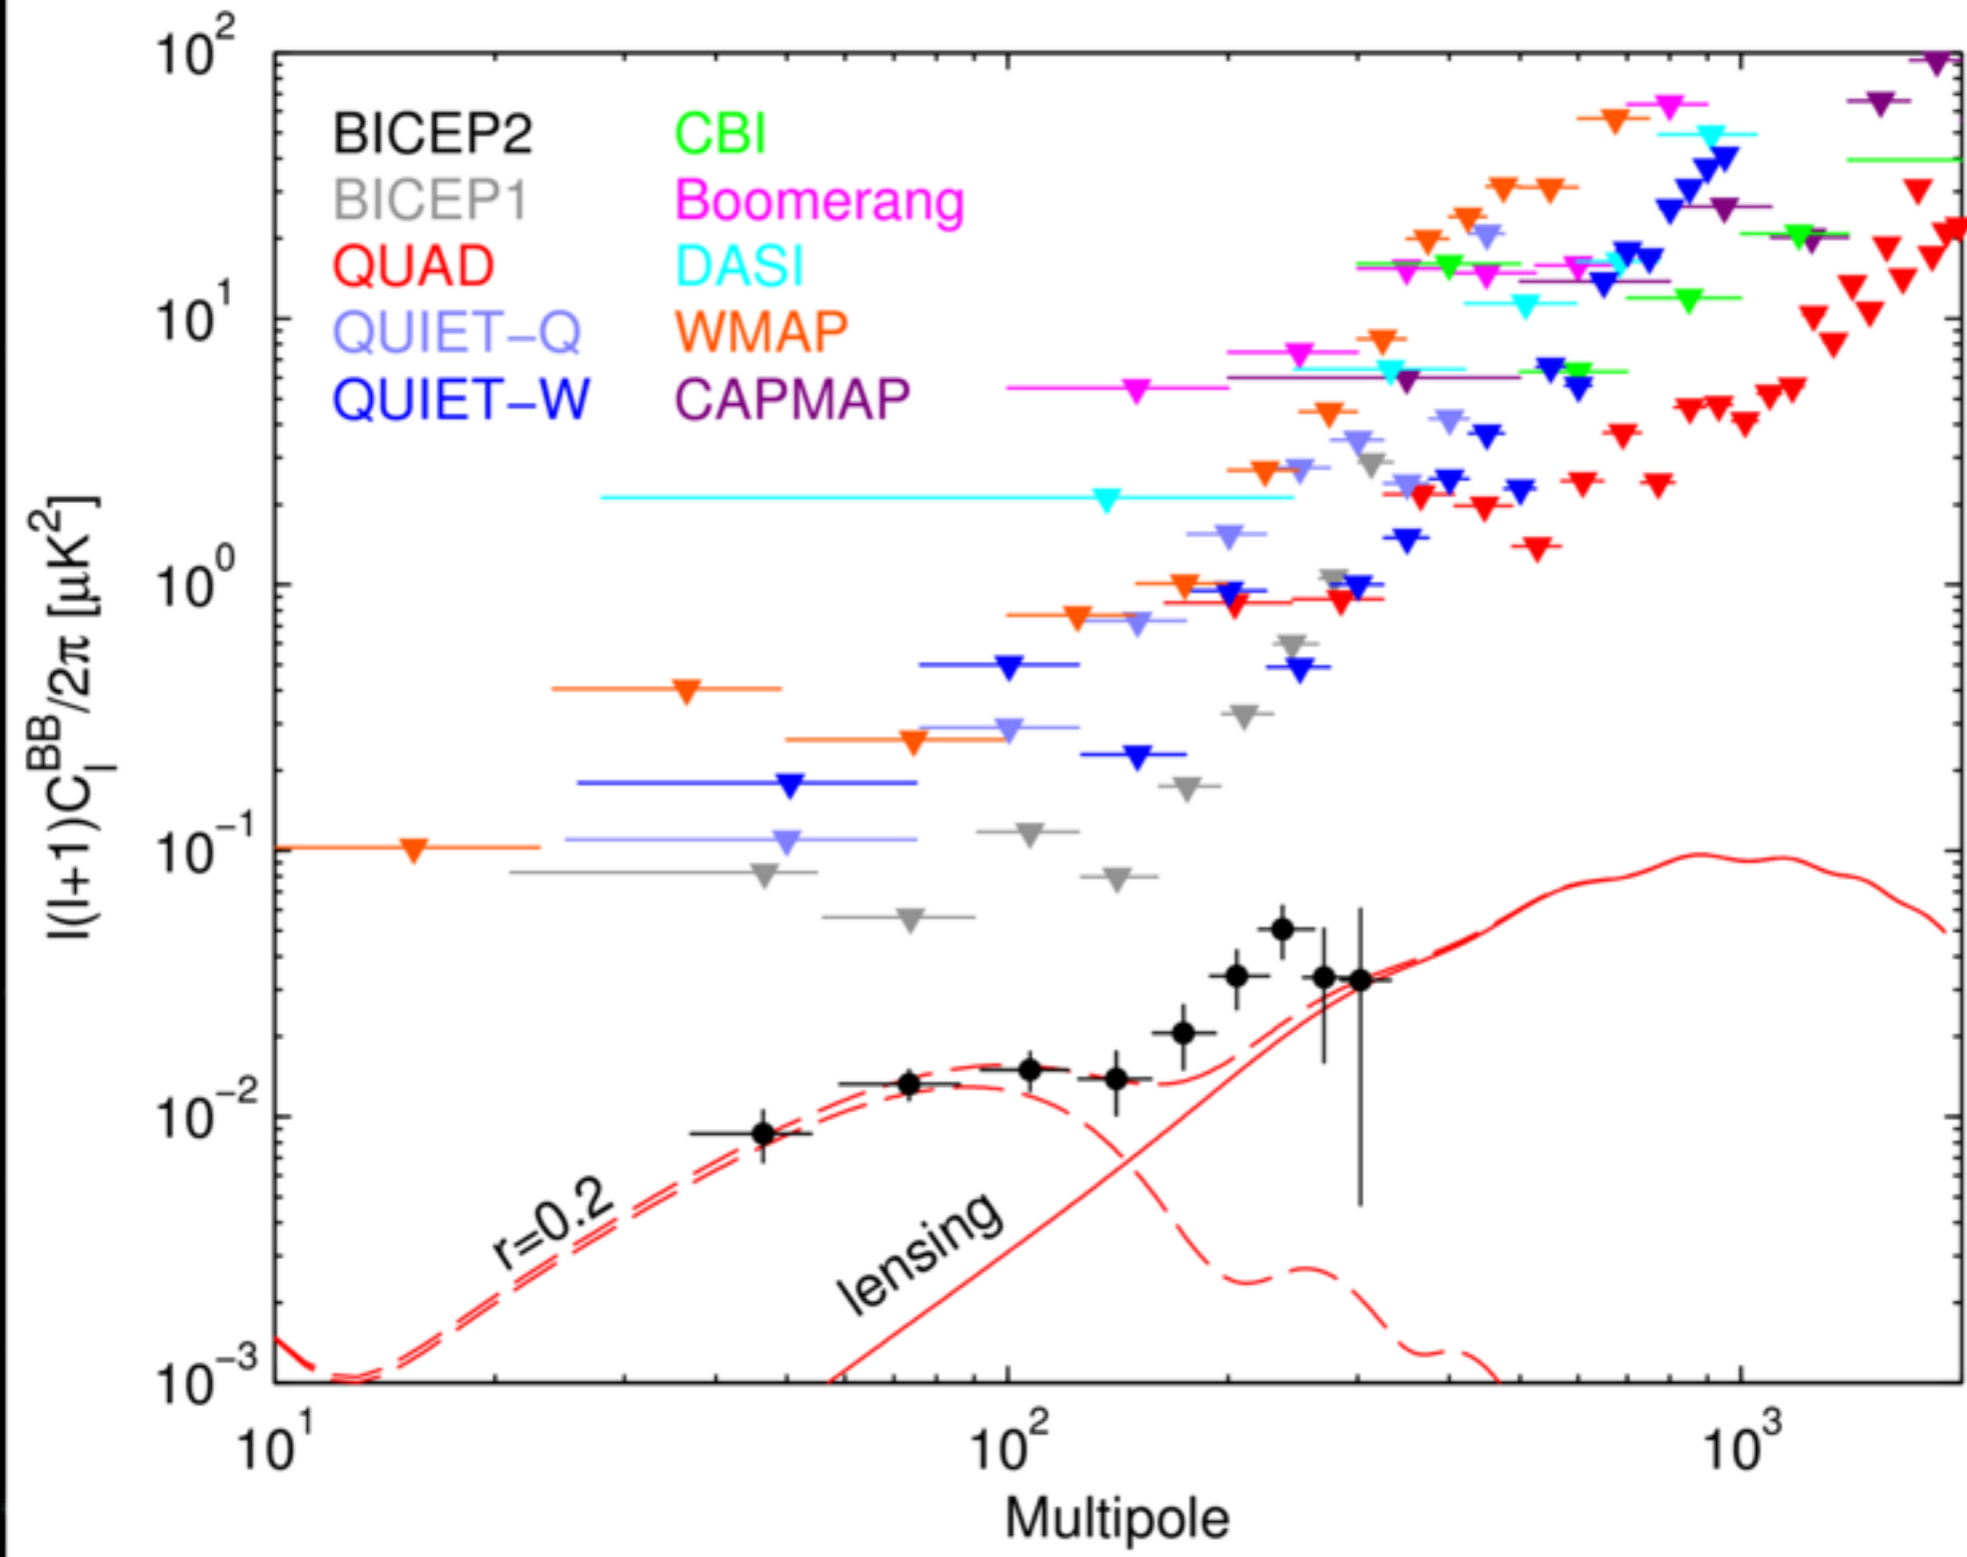 10²
10¹
10⁰
10⁻¹
10⁻²
10⁻³
l(l+1)C_l^BB/2π [μK²]
BICEP2
BICEP1
QUAD
QUIET−Q
QUIET−W
CBI
Boomerang
DASI
WMAP
CAPMAP
r=0.2
lensing
10¹
10²
10³
Multipole